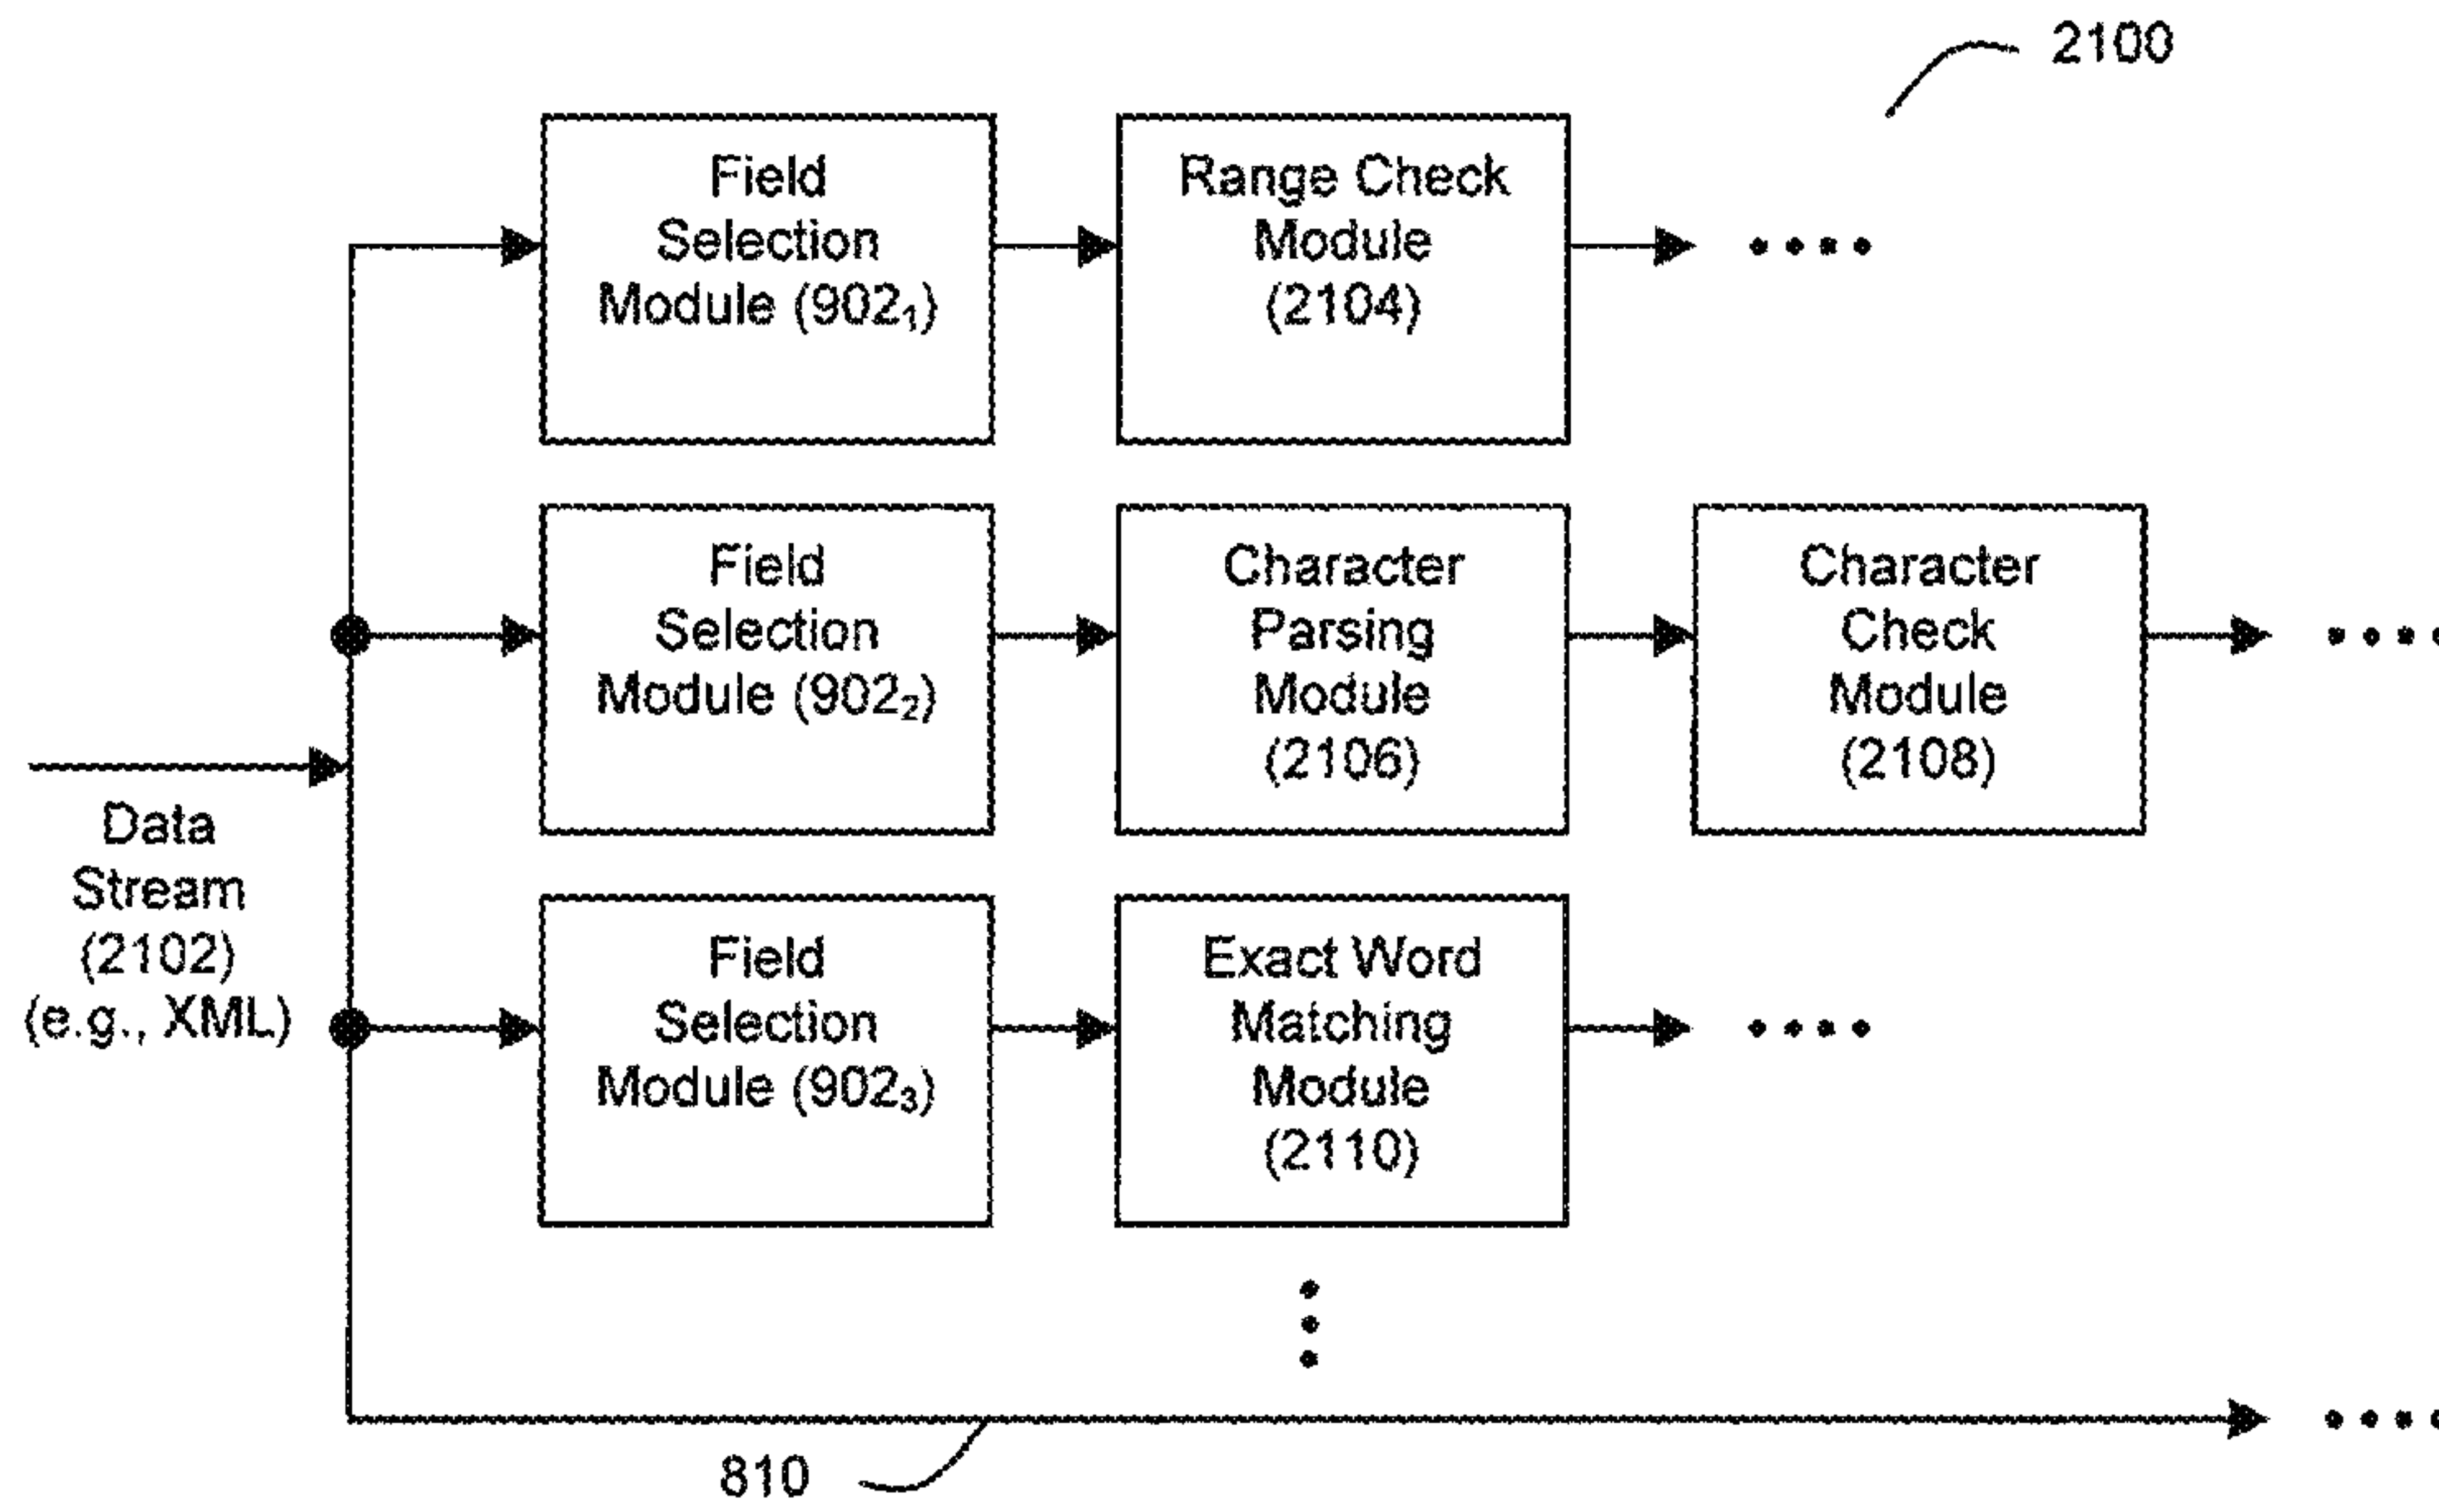 2100
Field
Selection
Module (902₁)
Range Check
Module
(2104)
Field
Selection
Module (902₂)
Character
Parsing
Module
(2106)
Character
Check
Module
(2108)
Data
Stream
(2102)
(e.g., XML)
Field
Selection
Module (902₃)
Exact Word
Matching
Module
(2110)
810